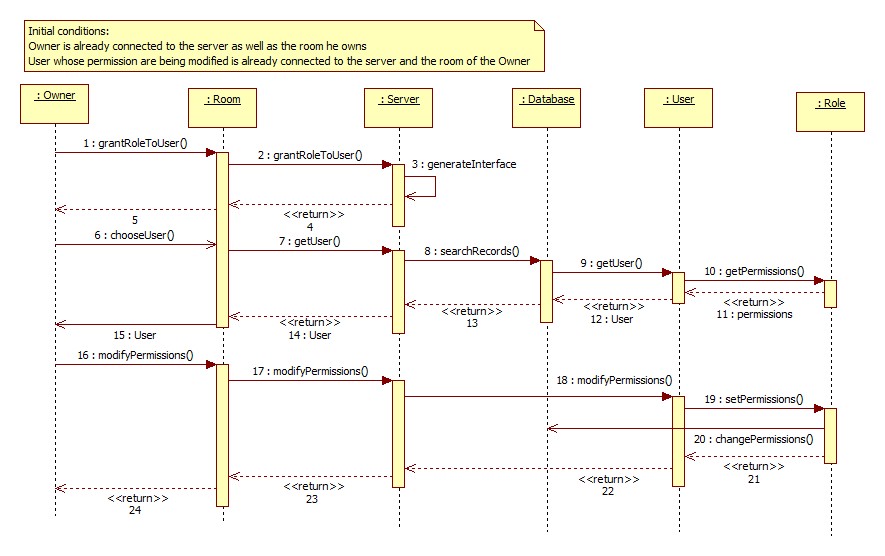 Initial conditions:
Owner is already connected to the server as well as the room he owns
User whose permission are being modified is already connected to the server and the room of the Owner
: Owner
: Room
: Server
: Database
: User
: Role
1 : grantRoleToUser()
2 : grantRoleToUser()
3 : generateInterface
<<return>>
4
5
6 : chooseUser()
7 : getUser()
8 : searchRecords()
9 : getUser()
10 : getPermissions()
<<return>>
11 : permissions
<<return>>
12 : User
<<return>>
13
<<return>>
14 : User
15 : User
16 : modifyPermissions()
17 : modifyPermissions()
18 : modifyPermissions()
19 : setPermissions()
20 : changePermissions()
<<return>>
21
<<return>>
22
<<return>>
23
<<return>>
24